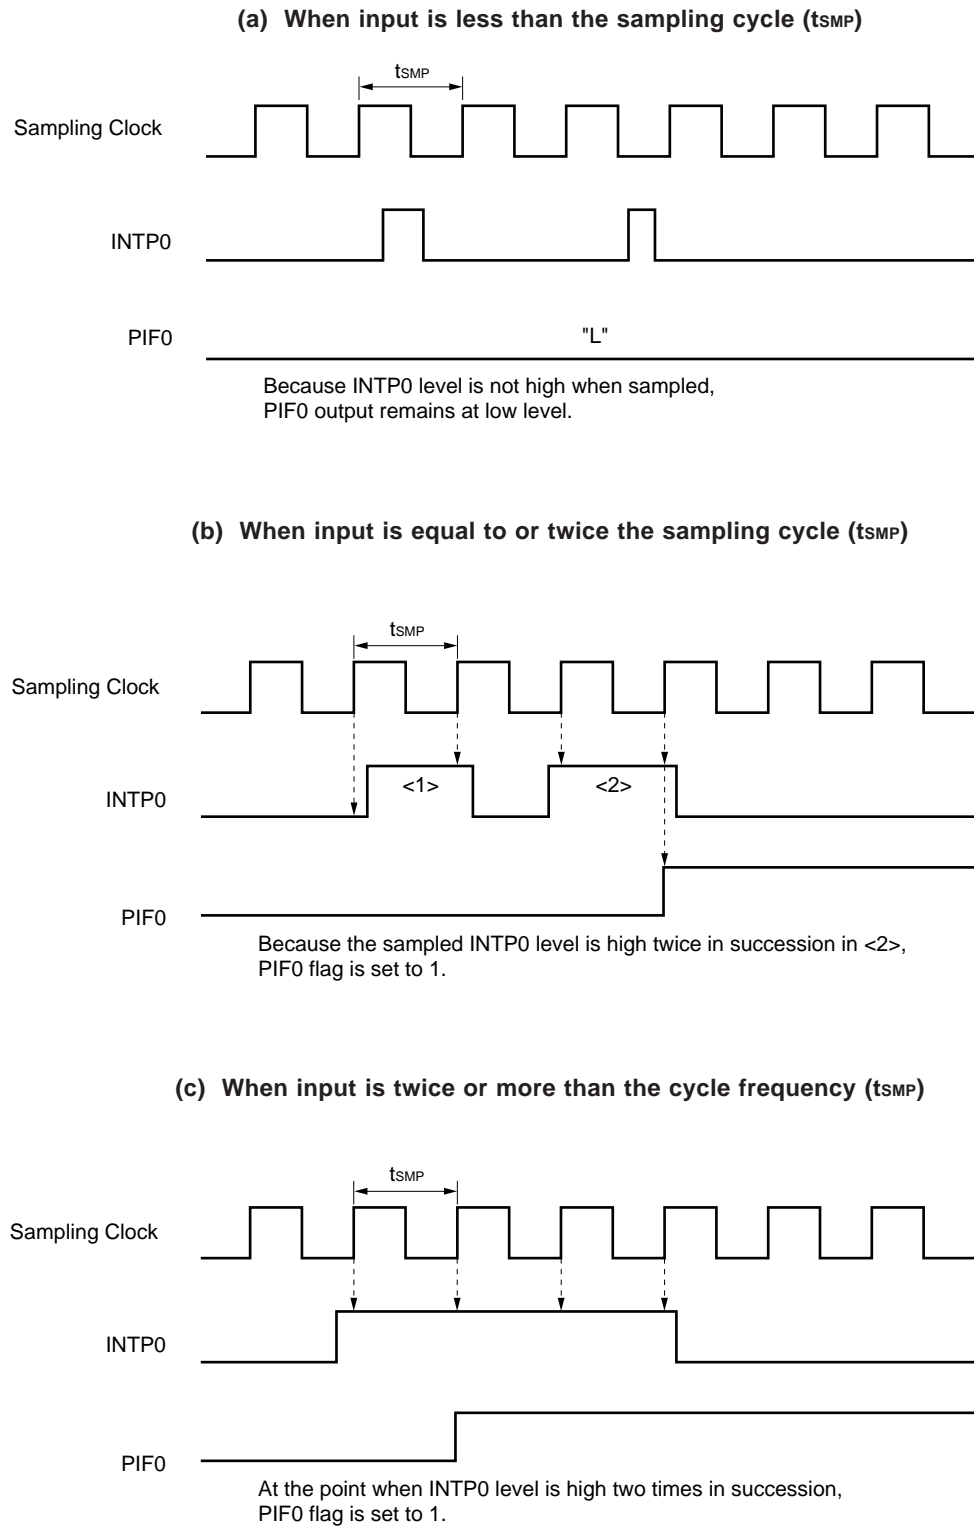 (a) When input is less than the sampling cycle (tSMP)
tSMP
Sampling Clock
INTP0
PIF0
"L"
Because INTP0 level is not high when sampled,
PIF0 output remains at low level.
(b) When input is equal to or twice the sampling cycle (tSMP)
tSMP
Sampling Clock
INTP0
<1>
<2>
PIF0
Because the sampled INTP0 level is high twice in succession in <2>,
PIF0 flag is set to 1.
(c) When input is twice or more than the cycle frequency (tSMP)
tSMP
Sampling Clock
INTP0
PIF0
At the point when INTP0 level is high two times in succession,
PIF0 flag is set to 1.